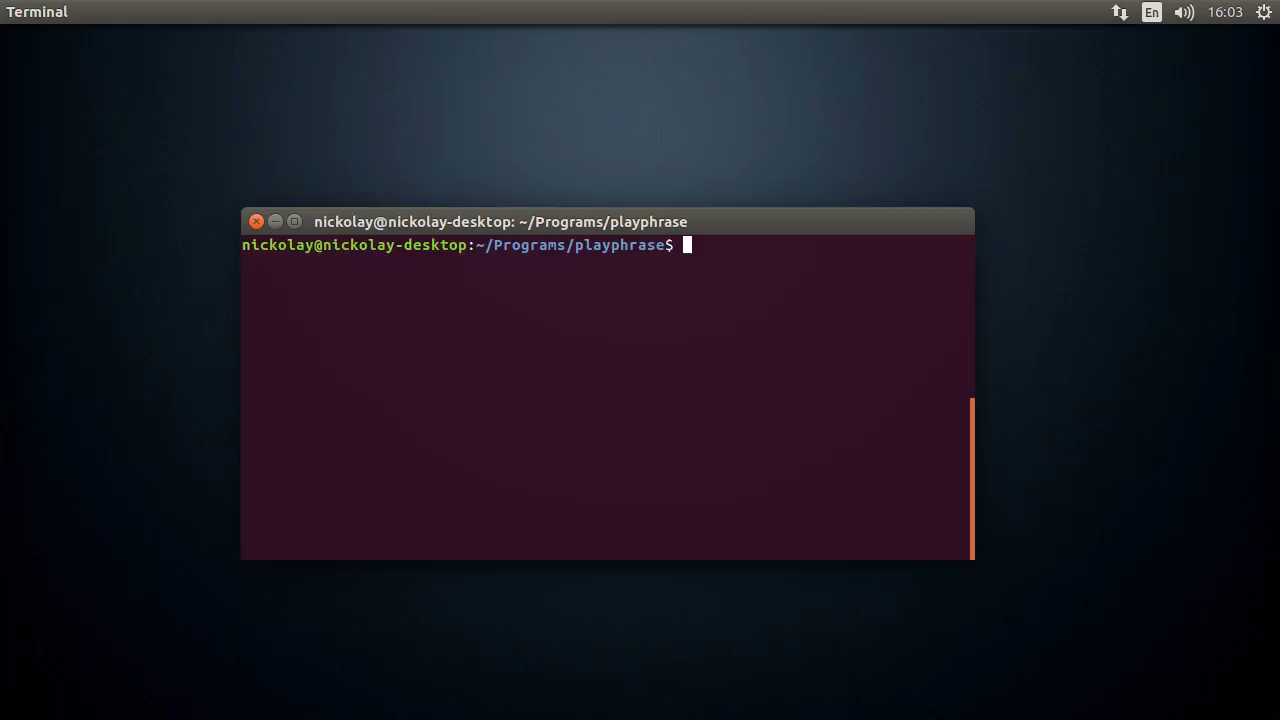 Terminal
En
16:03
nickolay@nickolay-desktop: ~/Programs/playphrase
nickolay@nickolay-desktop:~/Programs/playphrase$